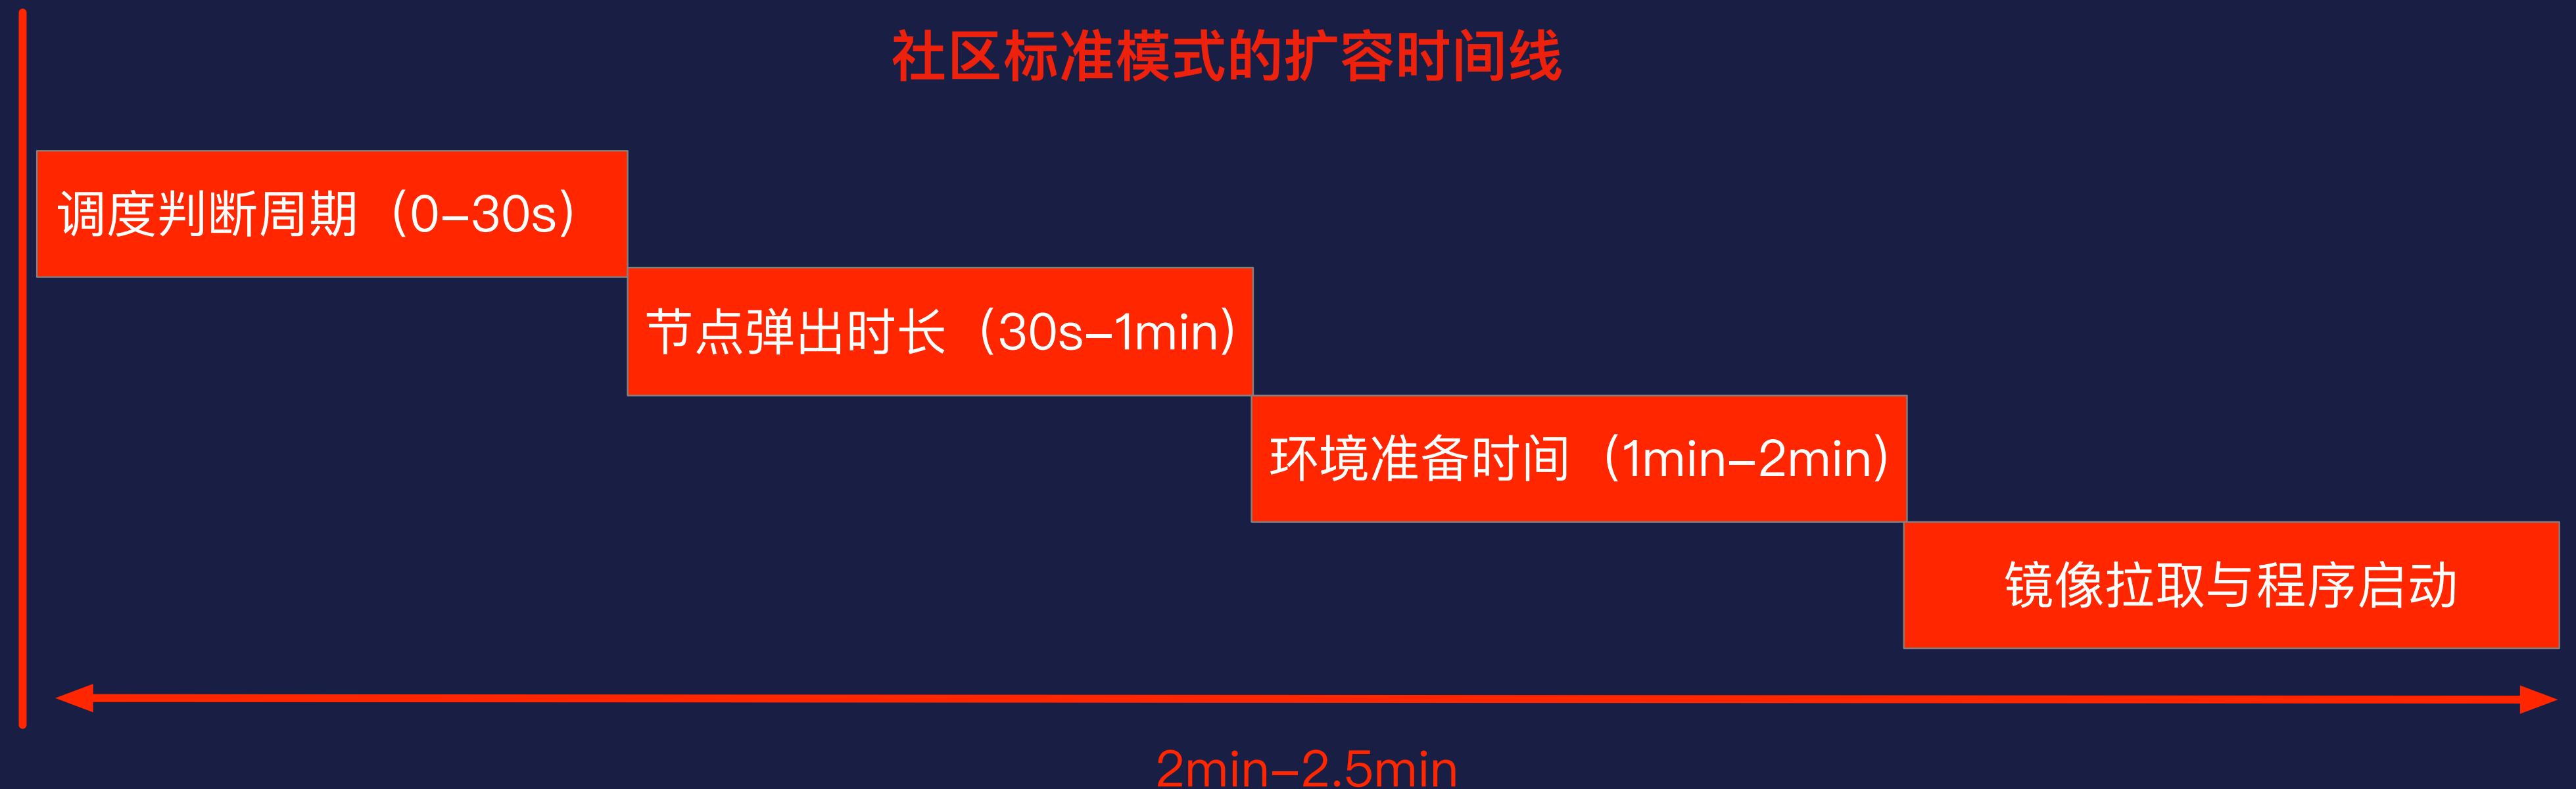 社区标准模式的扩容时间线
调度判断周期（0-30s）
节点弹出时长（30s-1min)
环境准备时间（1min-2min)
镜像拉取与程序启动
2min-2.5min